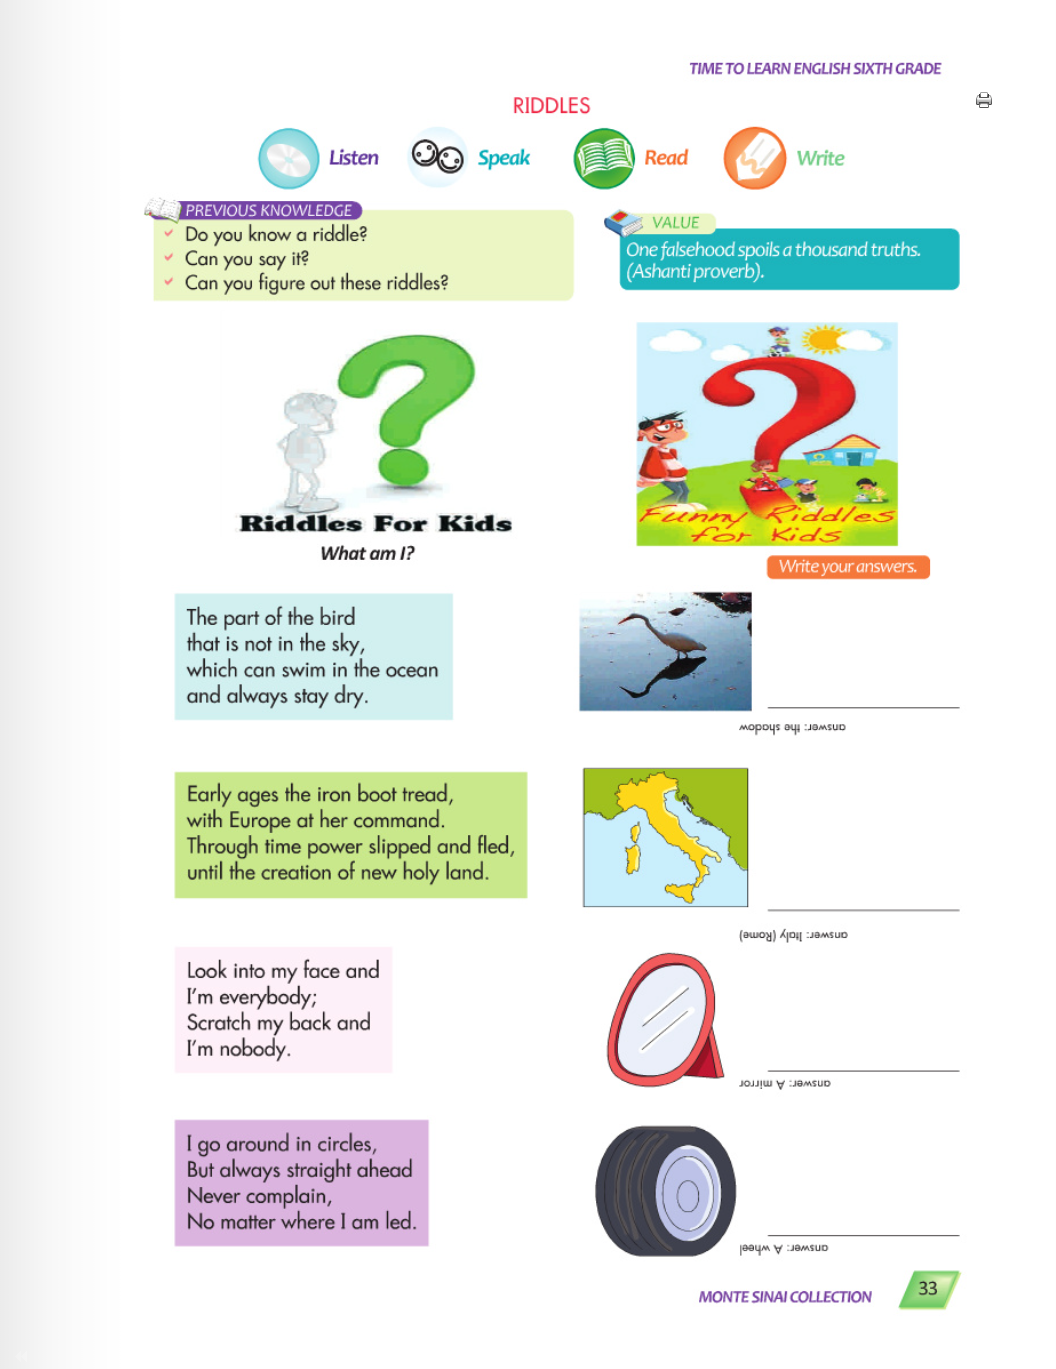 TIME TO LEARN ENGLISH SIXTH GRADE
RIDDLES
Listen
Speak
Read
Write
PREVIOUS KNOWLEDGE
Do you know a riddle?
Can you say it?
Can you figure out these riddles?
VALUE
One falsehood spoils a thousand truths.
(Ashanti proverb).
Riddles For Kids
What am I?
Funny Riddles
for Kids
Write your answers.
The part of the bird
that is not in the sky,
which can swim in the ocean
and always stay dry.
answer: the shadow
Early ages the iron boot tread,
with Europe at her command.
Through time power slipped and fled,
until the creation of new holy land.
answer: Italy (Rome)
Look into my face and
I'm everybody;
Scratch my back and
I'm nobody.
answer: A mirror
I go around in circles,
But always straight ahead
Never complain,
No matter where I am led.
answer: A wheel
MONTE SINAI COLLECTION
33